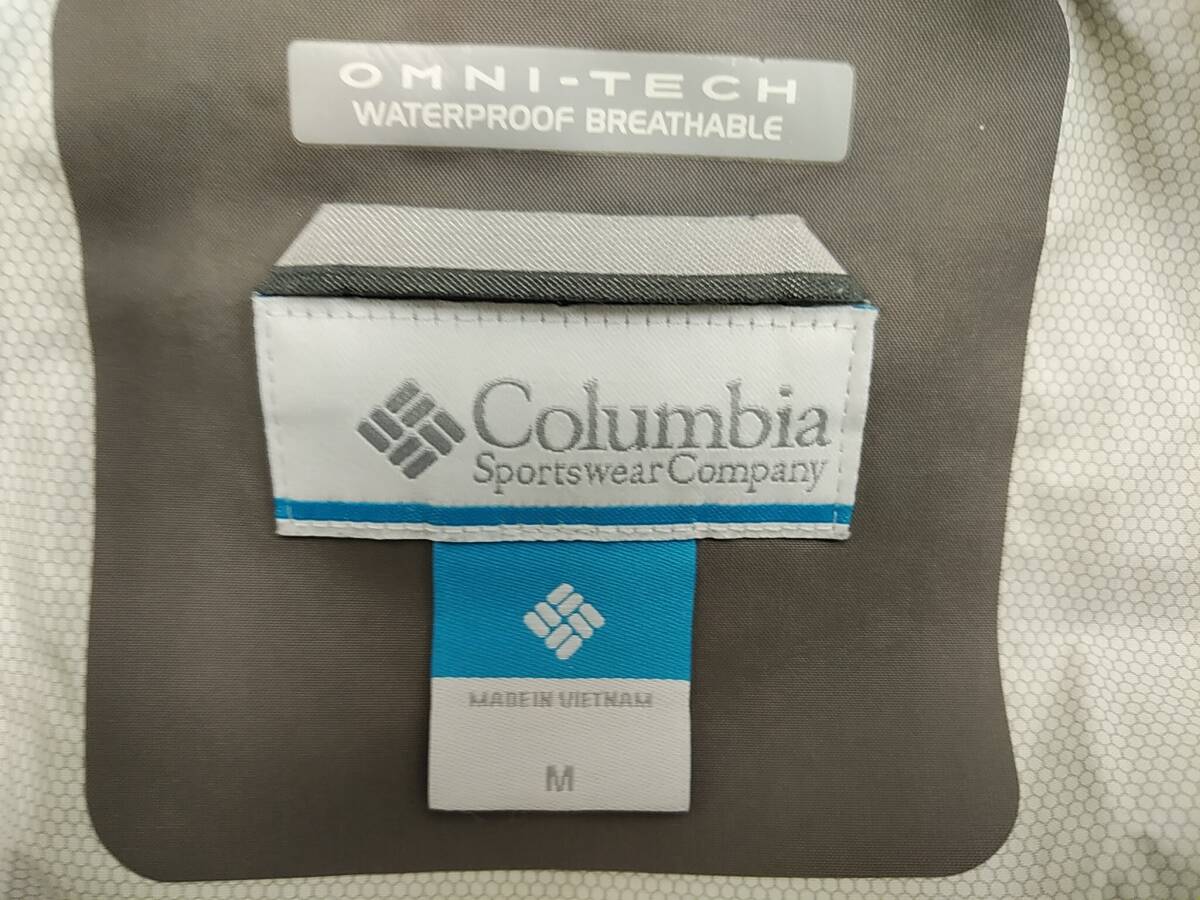 OMNI-TECH
WATERPROOF BREATHABLE
Columbia
Sportswear Company
MADE IN VIETNAM
M